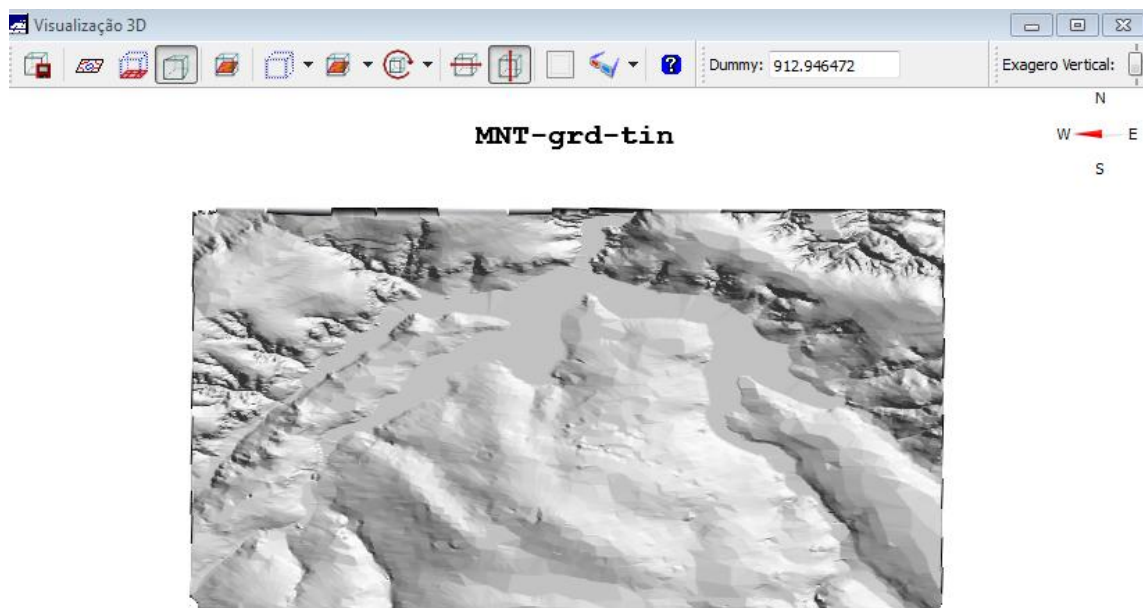 Visualização 3D
Dummy: 912.946472 Exagero Vertical:
N
W E
S
MNT-grd-tin